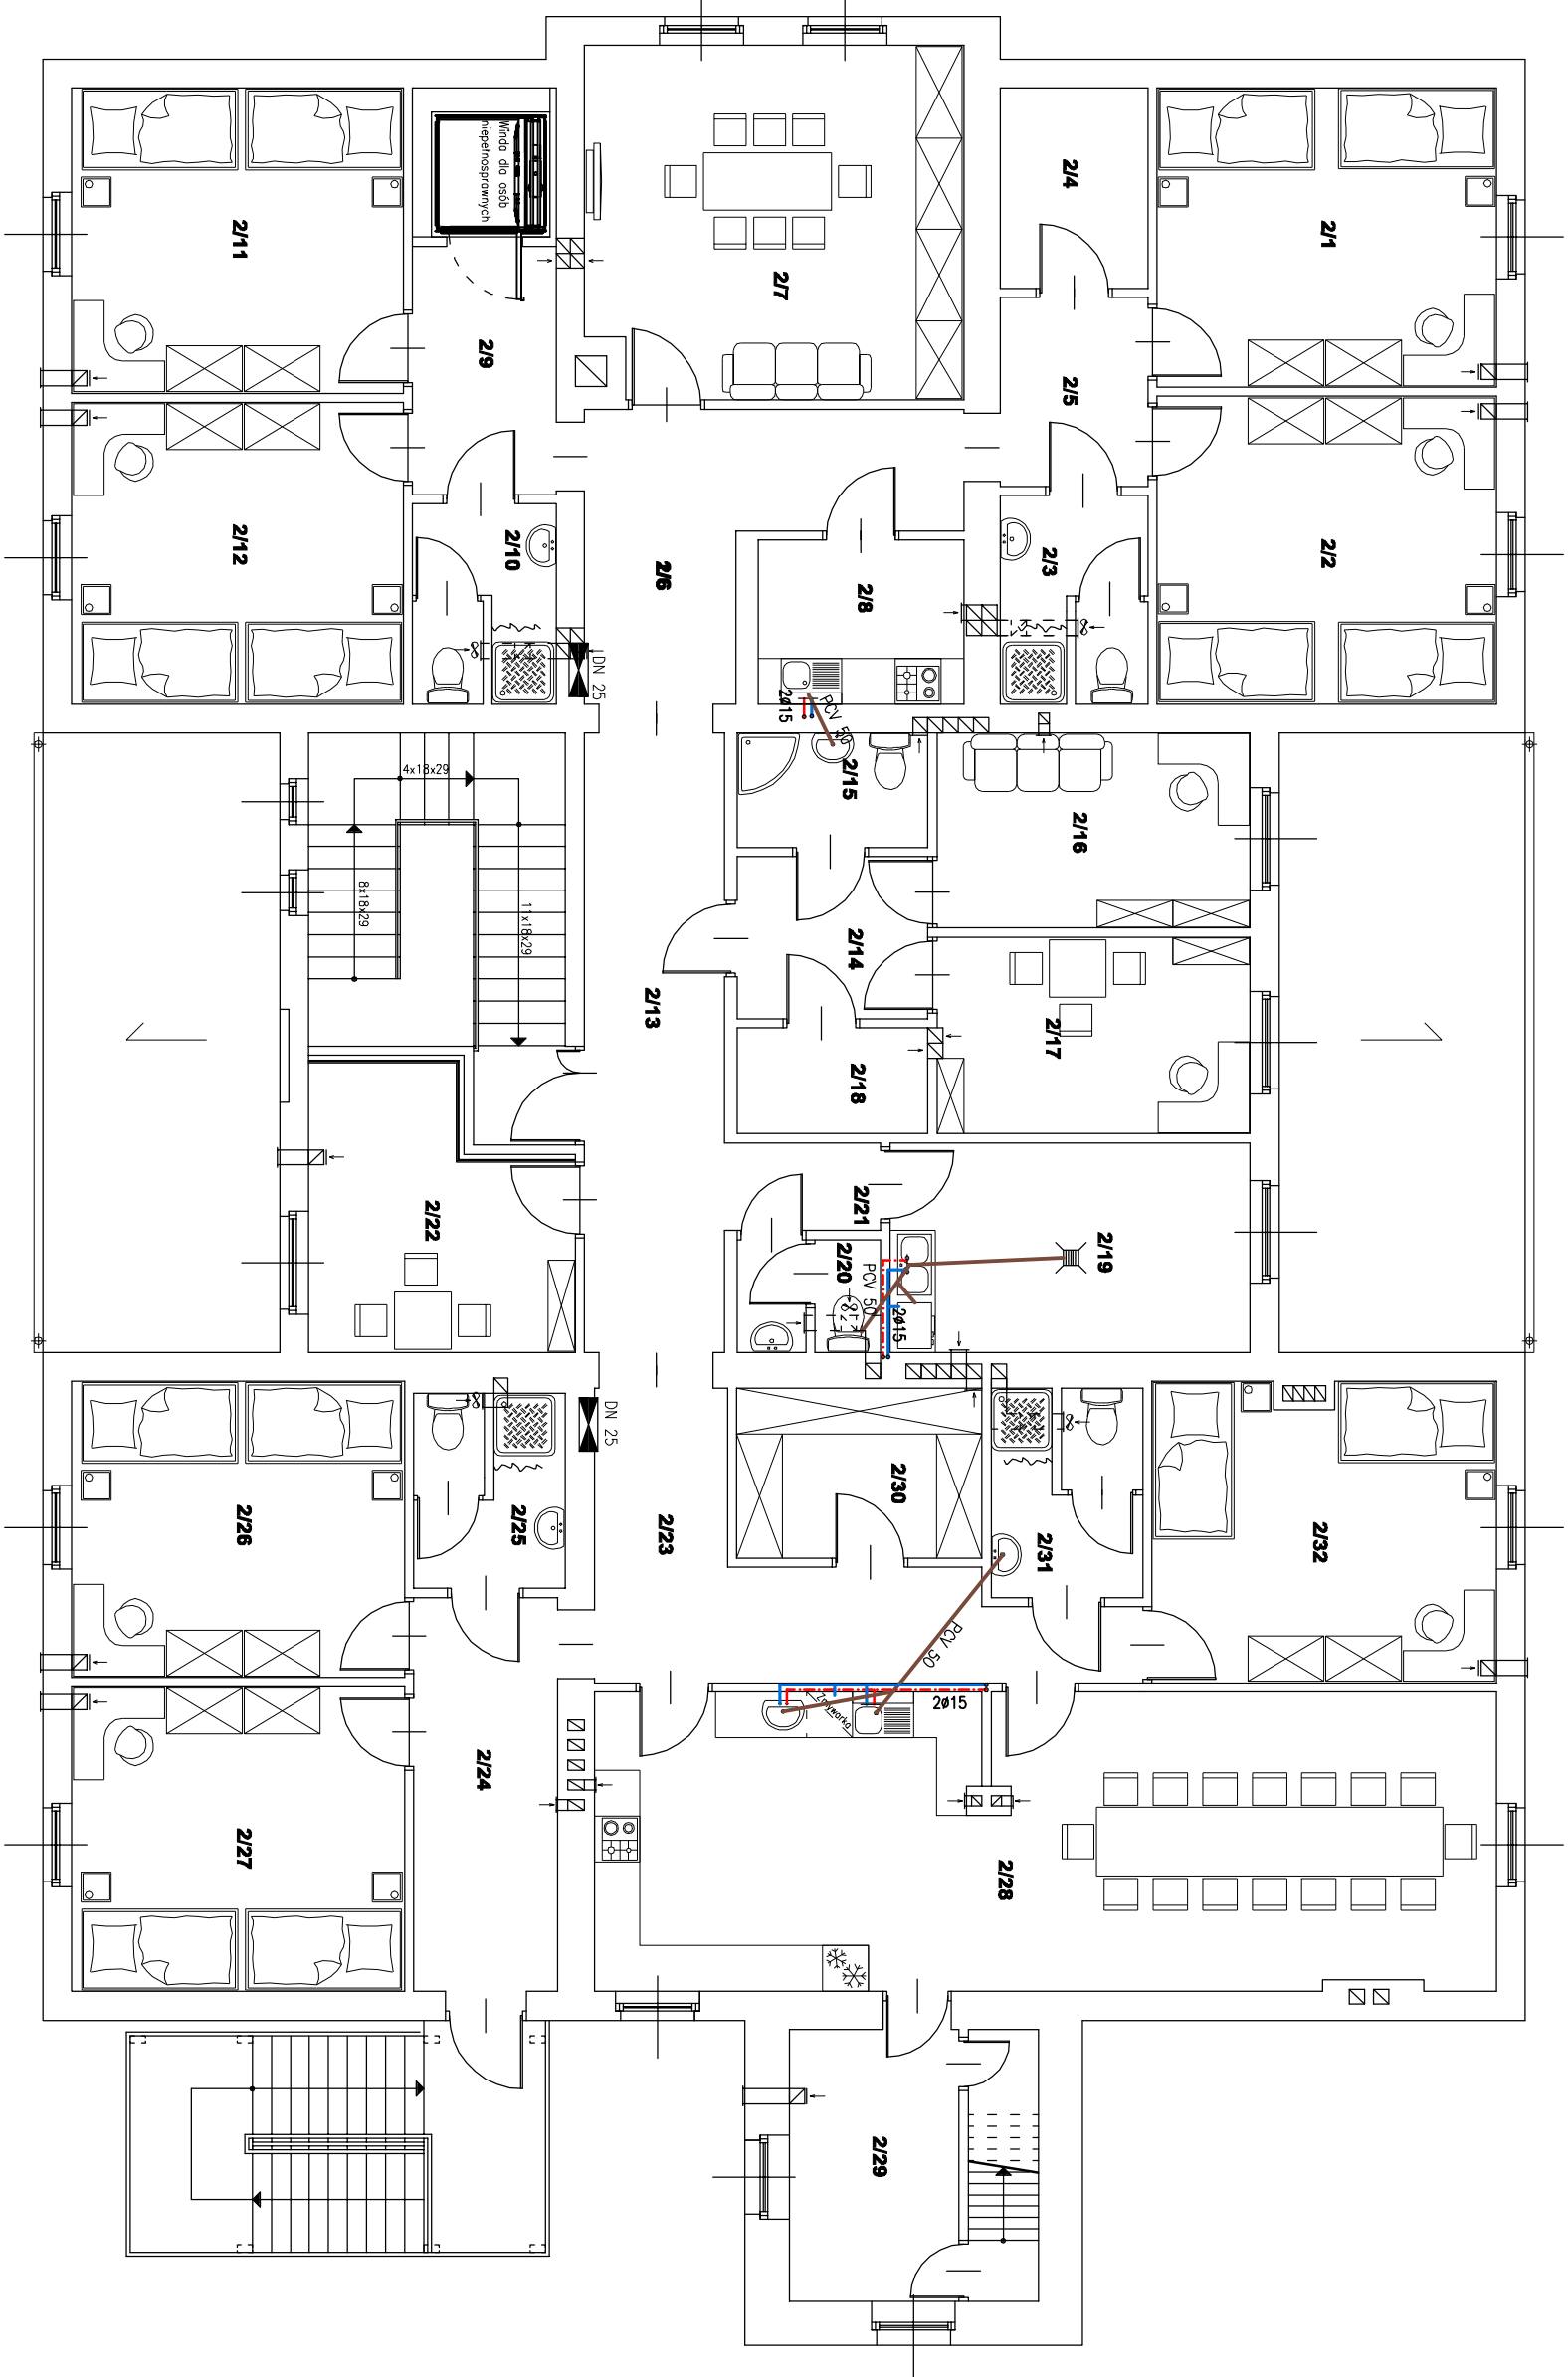 2/1
2/2
2/4
2/5
2/3
2/7
2/8
2/6
Winda dla osób
niepełnosprawnych
2/9
2/10
2/11
2/12
DN 25
2ø15
PCV 50
2/15
2/16
2/14
2/17
2/18
2/13
4x18x29
8x18x29
11x18x29
2/19
2/21
2/20
PCV 50
2ø15
2/22
2/32
2/31
2/30
2/23
DN 25
2/25
2/26
PCV 50
2ø15
Zmywarka
2/28
2/24
2/27
2/29